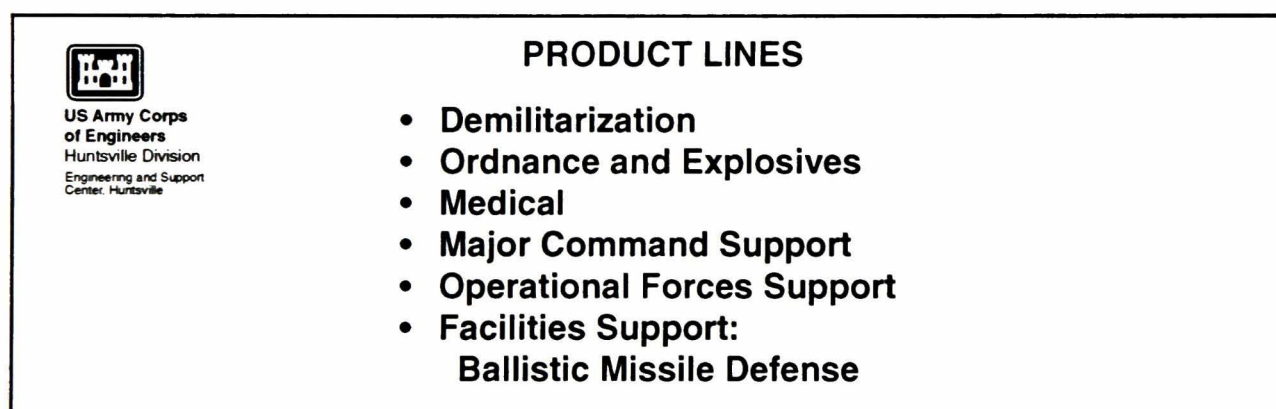 US Army Corps
of Engineers
Huntsville Division
Engineering and Support
Center, Huntsville
PRODUCT LINES
• Demilitarization
• Ordnance and Explosives
• Medical
• Major Command Support
• Operational Forces Support
• Facilities Support:
Ballistic Missile Defense